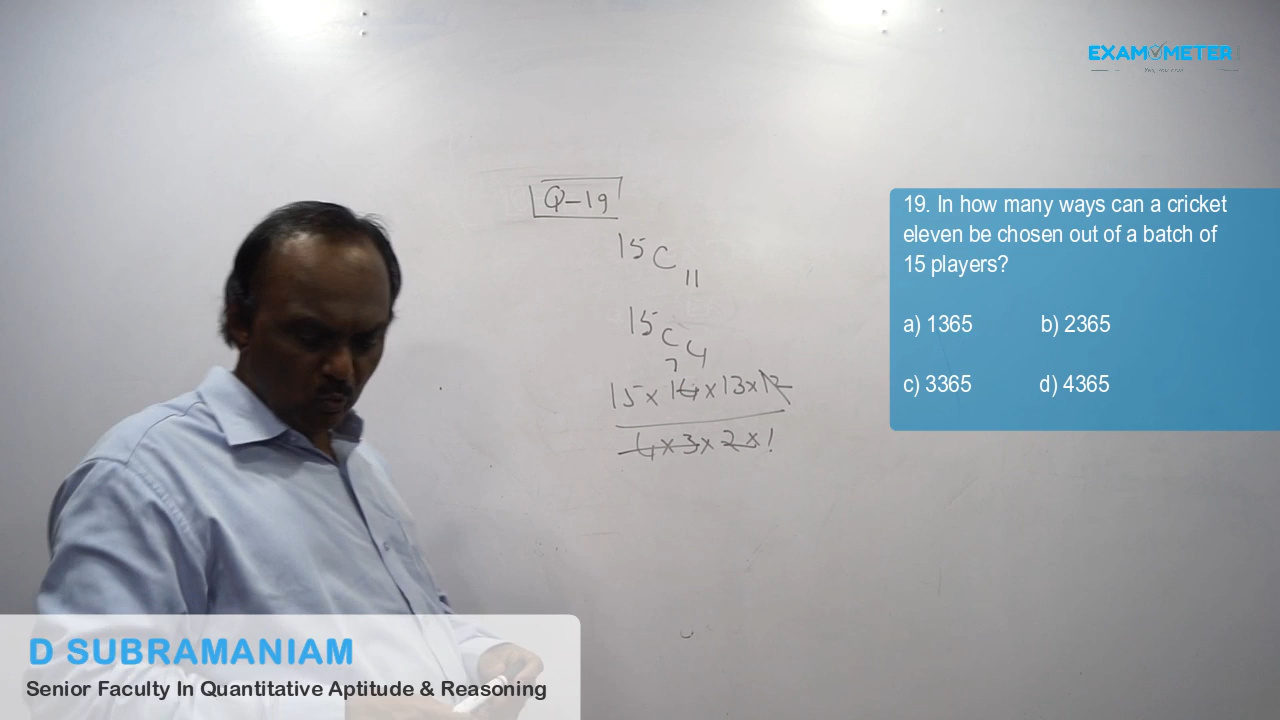 EXAMOMETER
Q-19
15C11
15C4
7
15 x 14 x 13 x 12
4 x 3 x 2 x 1
19. In how many ways can a cricket
eleven be chosen out of a batch of
15 players?
a) 1365 b) 2365
c) 3365 d) 4365
D SUBRAMANIAM
Senior Faculty In Quantitative Aptitude & Reasoning